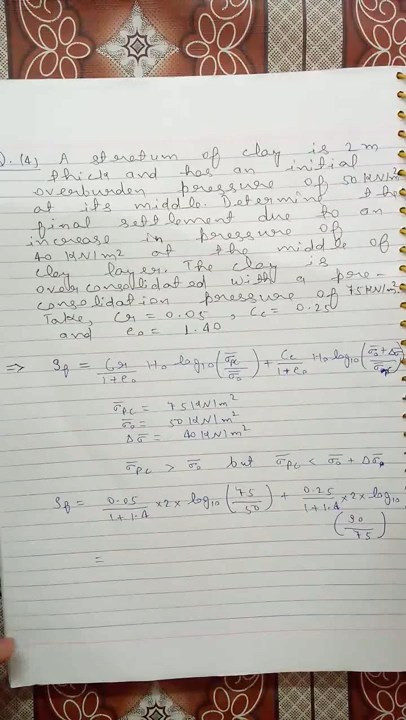 Q.(4) A stratum of clay is 2m
thick and has an initial
overburden pressure of 50 KN/m²
at its middle. Determine the
final settlement due to an
increase in pressure of
40 KN/m² at the middle of
clay layer. The clay is
overconsolidated with a pre-
consolidation pressure of 75 KN/m².
Take, Cr = 0.05, Cc = 0.25
and e₀ = 1.40
=> Sf = Cr/(1+e₀) H₀ log₁₀(σ̄pc/σ̄₀) + Cc/(1+e₀) H₀ log₁₀((σ̄₀+Δσ̄)/σ̄pc)
σ̄pc = 75 KN/m²
σ̄₀ = 50 KN/m²
Δσ̄ = 40 KN/m²
σ̄pc > σ̄₀ but σ̄pc < σ̄₀ + Δσ̄
Sf = 0.05/(1+1.4) ×2× log₁₀(75/50) + 0.25/(1+1.4) ×2× log₁₀
(90/75)
=